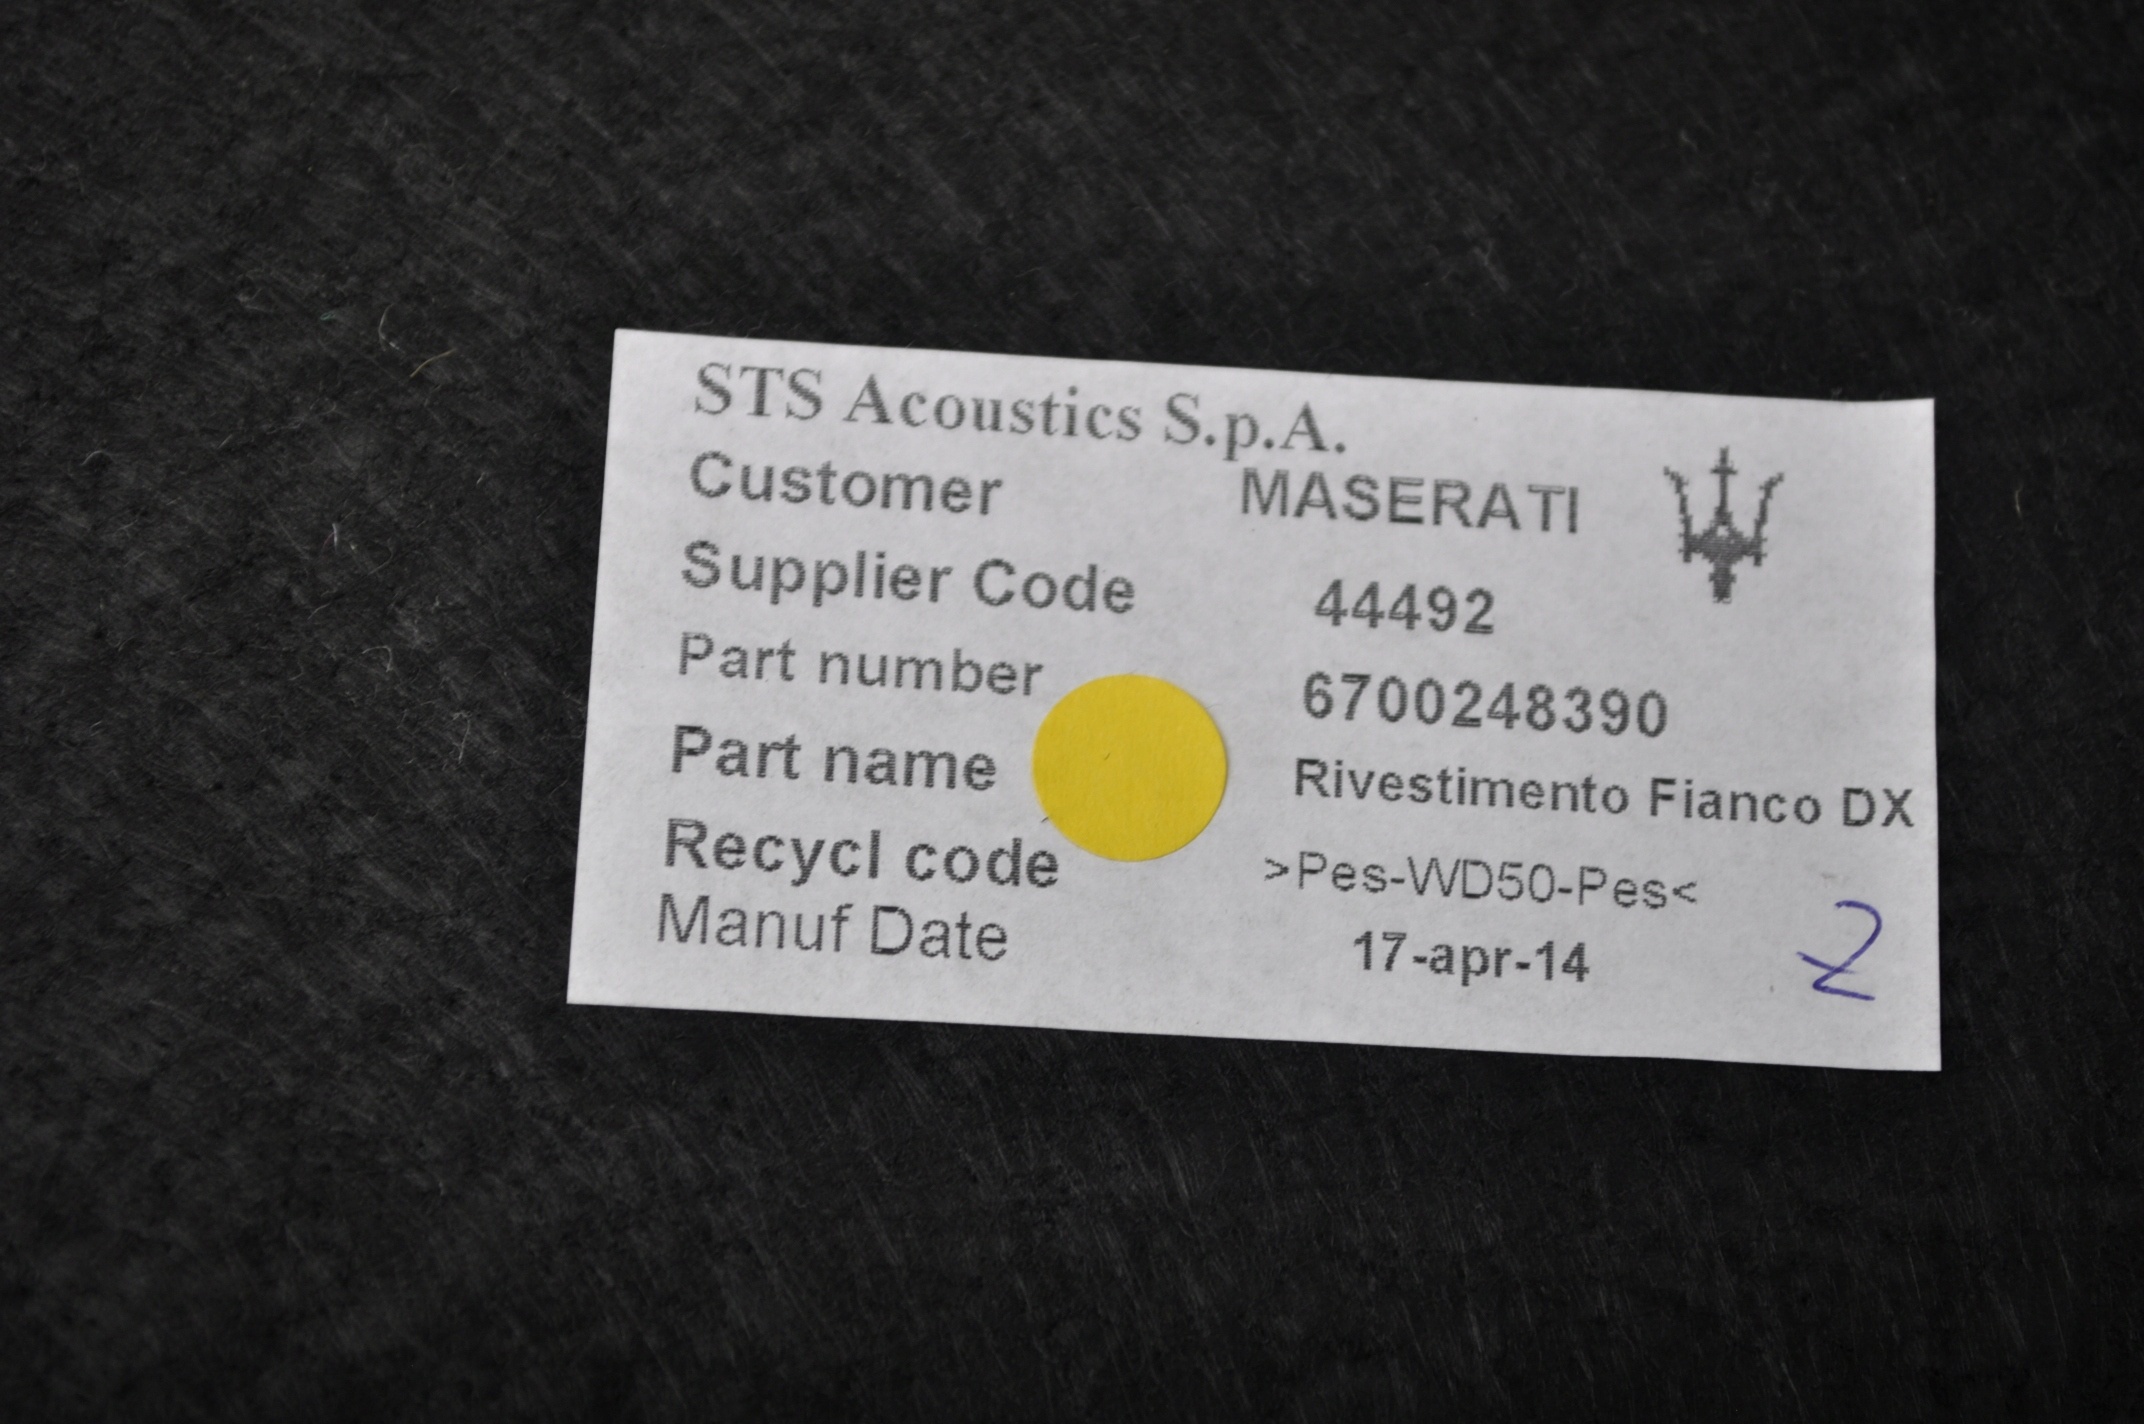 STS Acoustics S.p.A.
Customer MASERATI
Supplier Code 44492
Part number 6700248390
Part name Rivestimento Fianco DX
Recycl code >Pes-WD50-Pes<
Manuf Date 17-apr-14
2